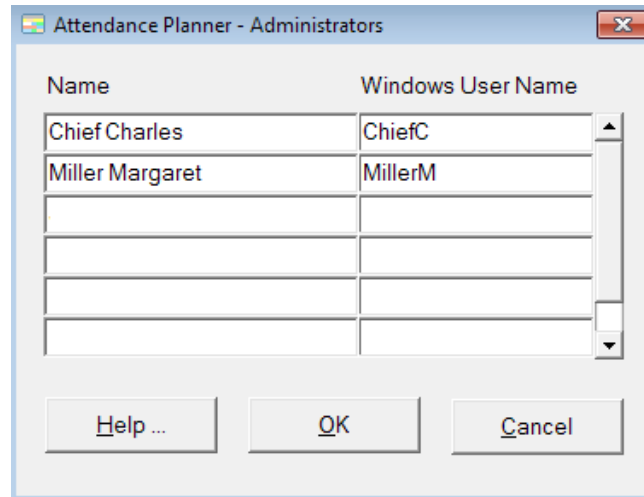 Attendance Planner - Administrators
Name Windows User Name
Chief Charles ChiefC
Miller Margaret MillerM
Help ... OK Cancel